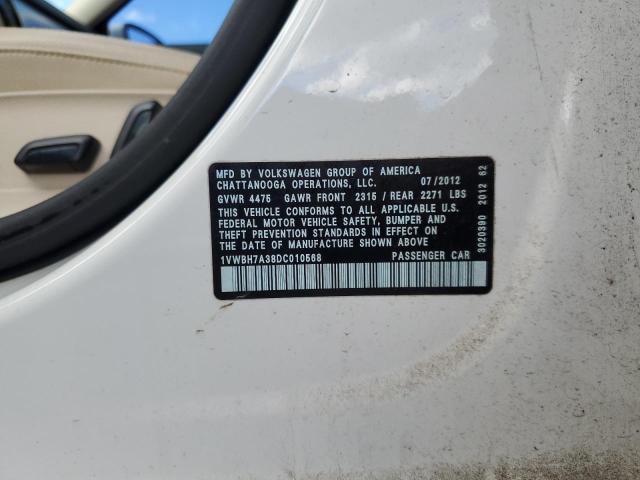 MFD BY VOLKSWAGEN GROUP OF AMERICA
CHATTANOOGA OPERATIONS, LLC. 07/2012
GVWR 4475 GAWR FRONT 2315 / REAR 2271 LBS
THIS VEHICLE CONFORMS TO ALL APPLICABLE U.S.
FEDERAL MOTOR VEHICLE SAFETY, BUMPER AND
THEFT PREVENTION STANDARDS IN EFFECT ON
THE DATE OF MANUFACTURE SHOWN ABOVE
1VWBH7A38DC010568 PASSENGER CAR
3020390 2012 62